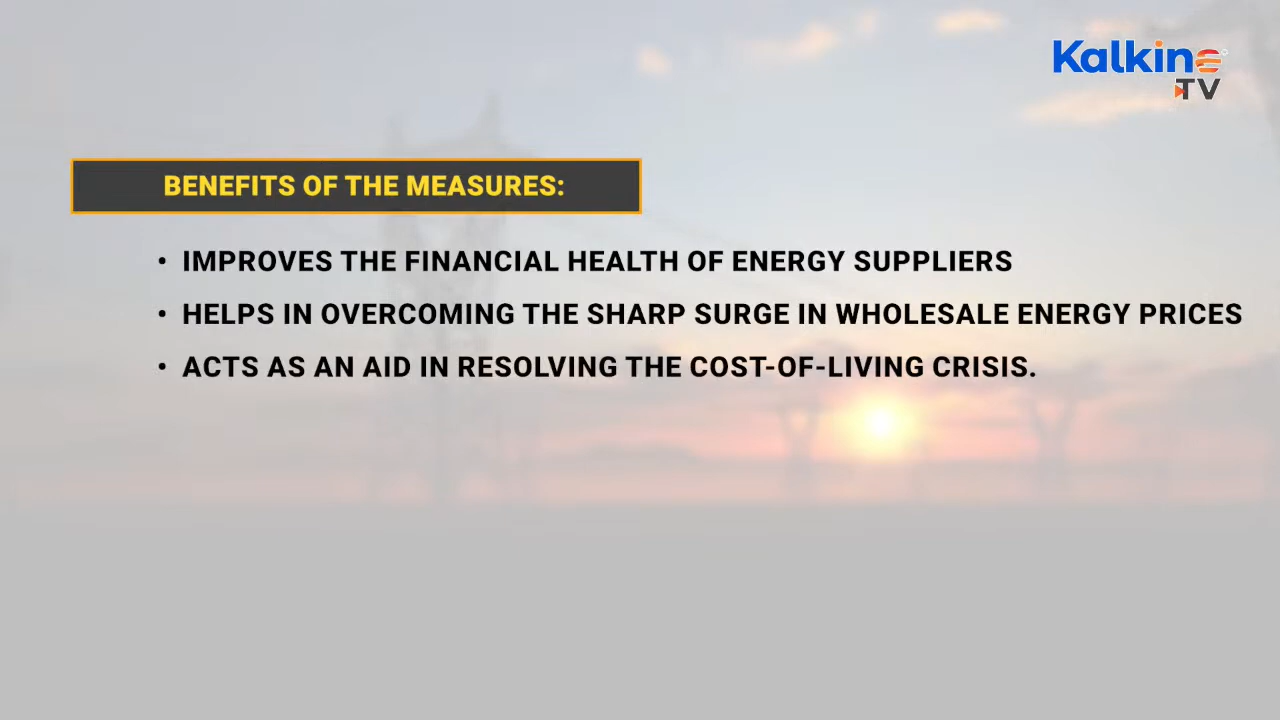 Kalkine
TV
BENEFITS OF THE MEASURES:
• IMPROVES THE FINANCIAL HEALTH OF ENERGY SUPPLIERS
• HELPS IN OVERCOMING THE SHARP SURGE IN WHOLESALE ENERGY PRICES
• ACTS AS AN AID IN RESOLVING THE COST-OF-LIVING CRISIS.